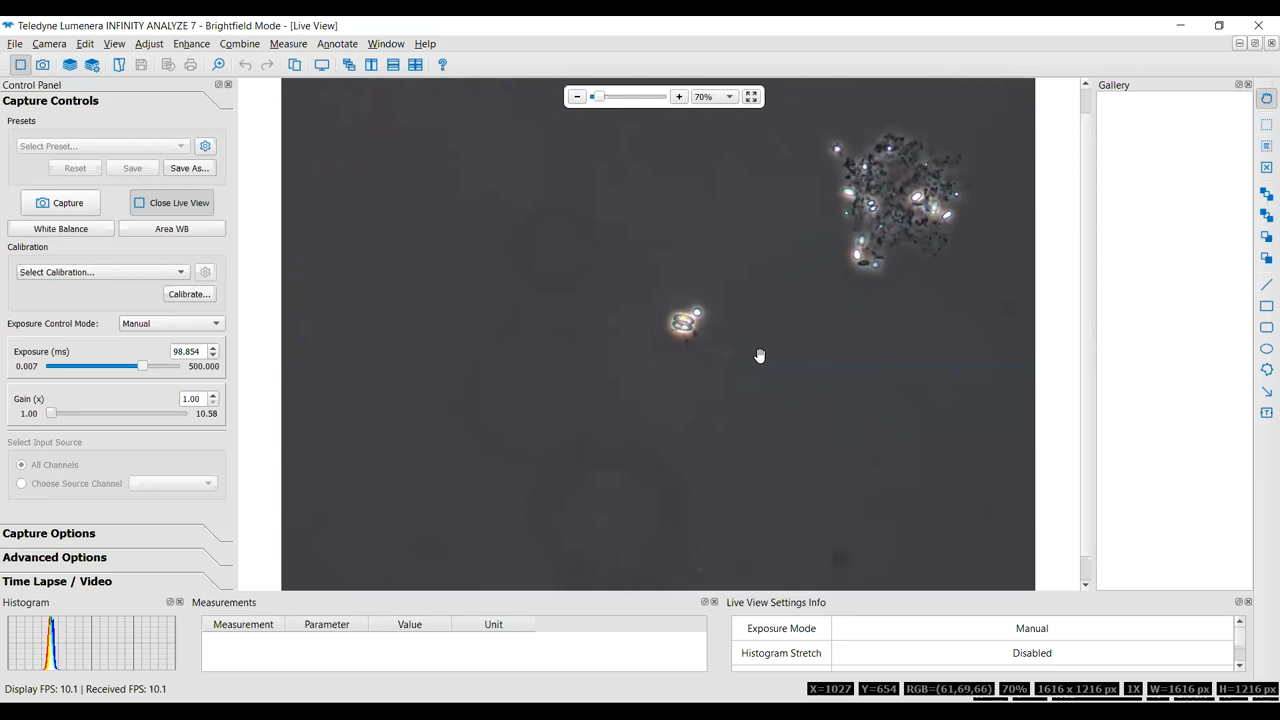 Teledyne Lumenera INFINITY ANALYZE 7 - Brightfield Mode - [Live View]
File Camera Edit View Adjust Enhance Combine Measure Annotate Window Help
Control Panel
Capture Controls
Presets
Select Preset...
Reset Save Save As...
Capture Close Live View
White Balance Area WB
Calibration
Select Calibration...
Calibrate...
Exposure Control Mode: Manual
Exposure (ms) 98.854
0.007 500.000
Gain (x) 1.00
1.00 10.58
Select Input Source
All Channels
Choose Source Channel
Capture Options
Advanced Options
Time Lapse / Video
70%
Gallery
Histogram
Measurements
Measurement Parameter Value Unit
Live View Settings Info
Exposure Mode Manual
Histogram Stretch Disabled
Display FPS: 10.1 | Received FPS: 10.1
X=1027 Y=654 RGB=(61,69,66) 70% 1616 x 1216 px 1X W=1616 px H=1216 px